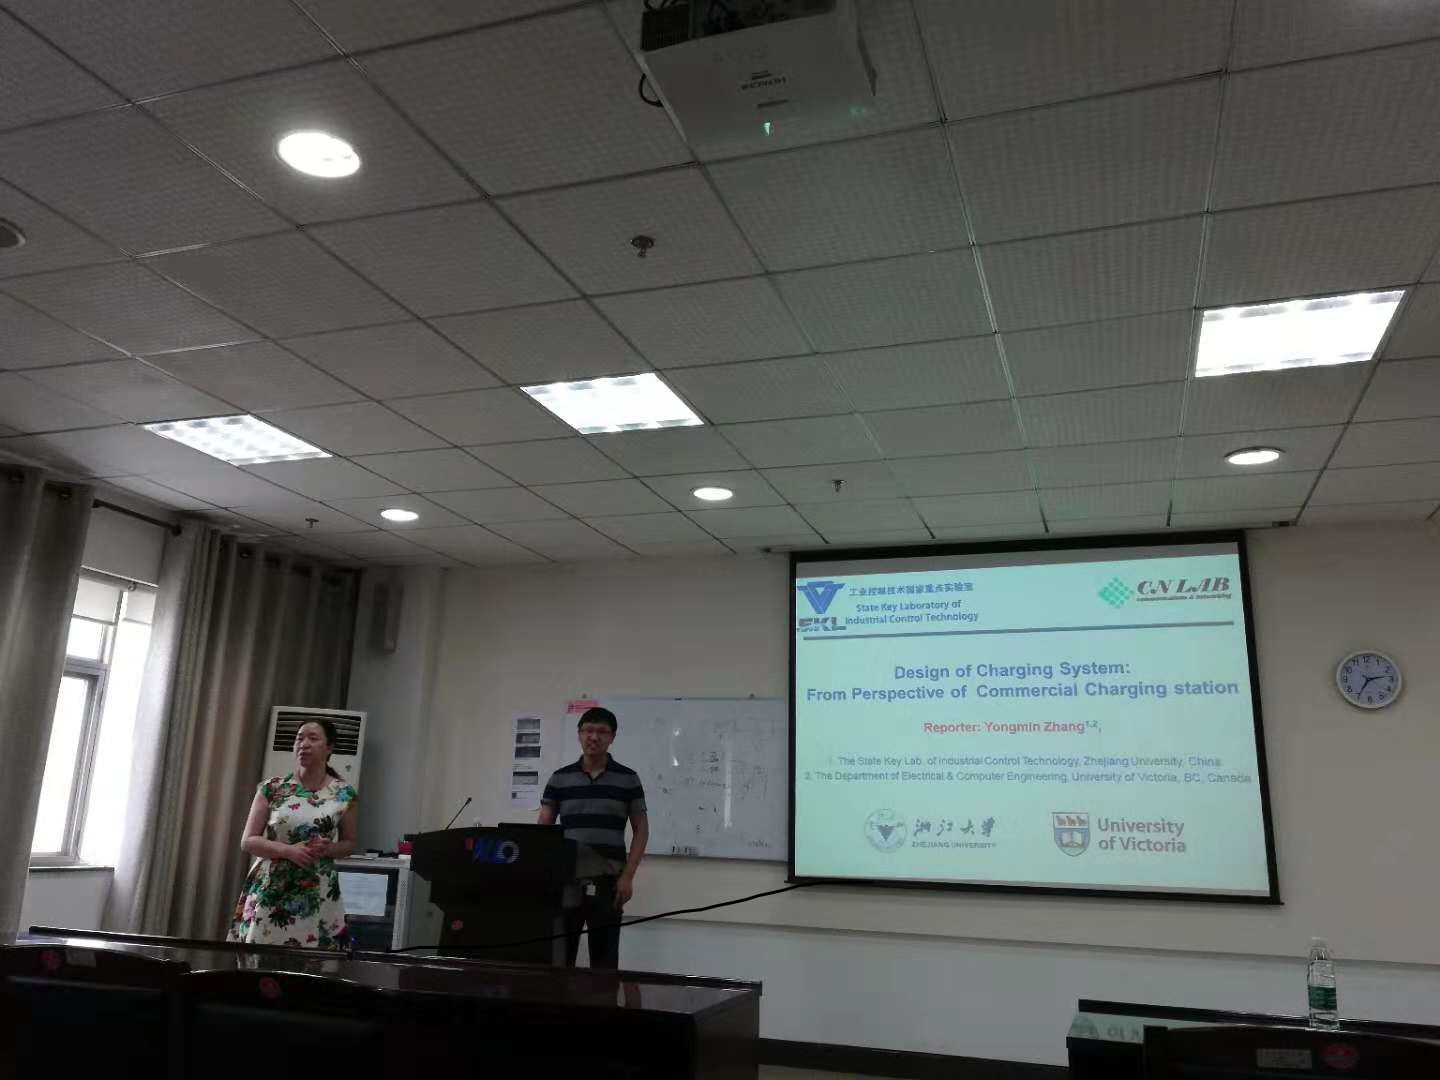 工业控制技术国家重点实验室
State Key Laboratory of
Industrial Control Technology
SKL
CN LAB
Communications & Networking
Design of Charging System:
From Perspective of Commercial Charging station
Reporter: Yongmin Zhang1,2,
1. The State Key Lab. of Industrial Control Technology, Zhejiang University, China
2. The Department of Electrical & Computer Engineering, University of Victoria, BC, Canada
浙江大学
ZHEJIANG UNIVERSITY
University
of Victoria